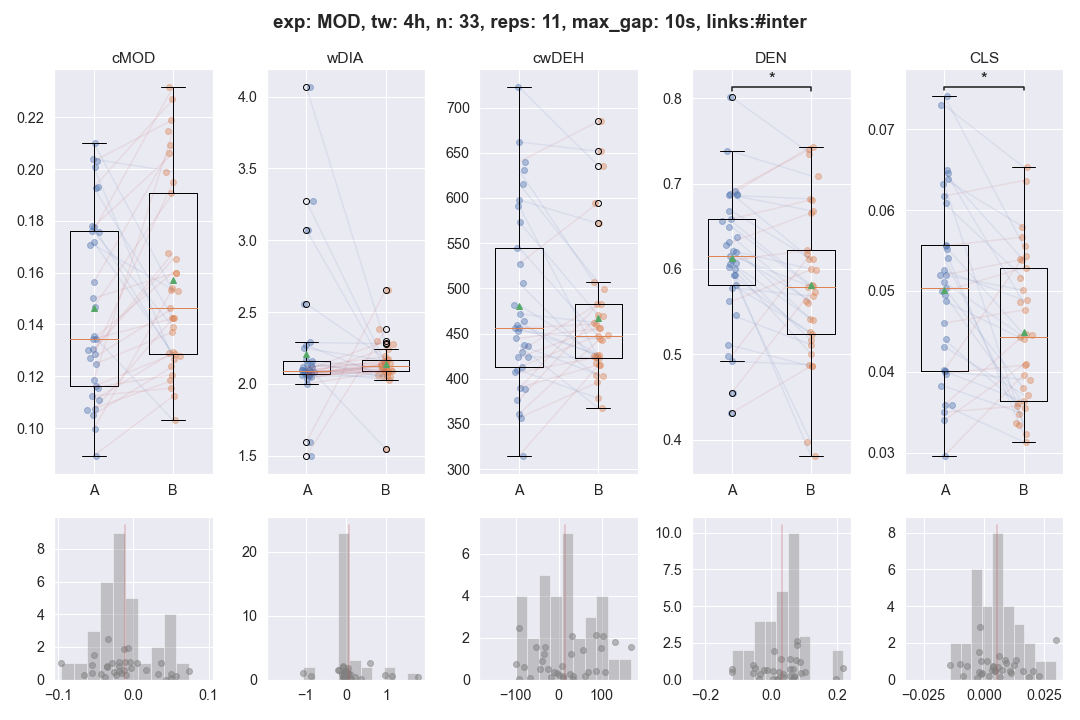 exp: MOD, tw: 4h, n: 33, reps: 11, max_gap: 10s, links:#inter
cMOD wDIA cwDEH DEN CLS
* *
0.22 0.20 0.18 0.16 0.14 0.12 0.10
A B
4.0 3.5 3.0 2.5 2.0 1.5
A B
700 650 600 550 500 450 400 350 300
A B
0.8 0.7 0.6 0.5 0.4
A B
0.07 0.06 0.05 0.04 0.03
A B
8 6 4 2 0
−0.1 0.0 0.1
20 10 0
−1 0 1
6 4 2 0
−100 0 100
10.0 7.5 5.0 2.5 0.0
−0.2 0.0 0.2
8 6 4 2 0
−0.025 0.000 0.025